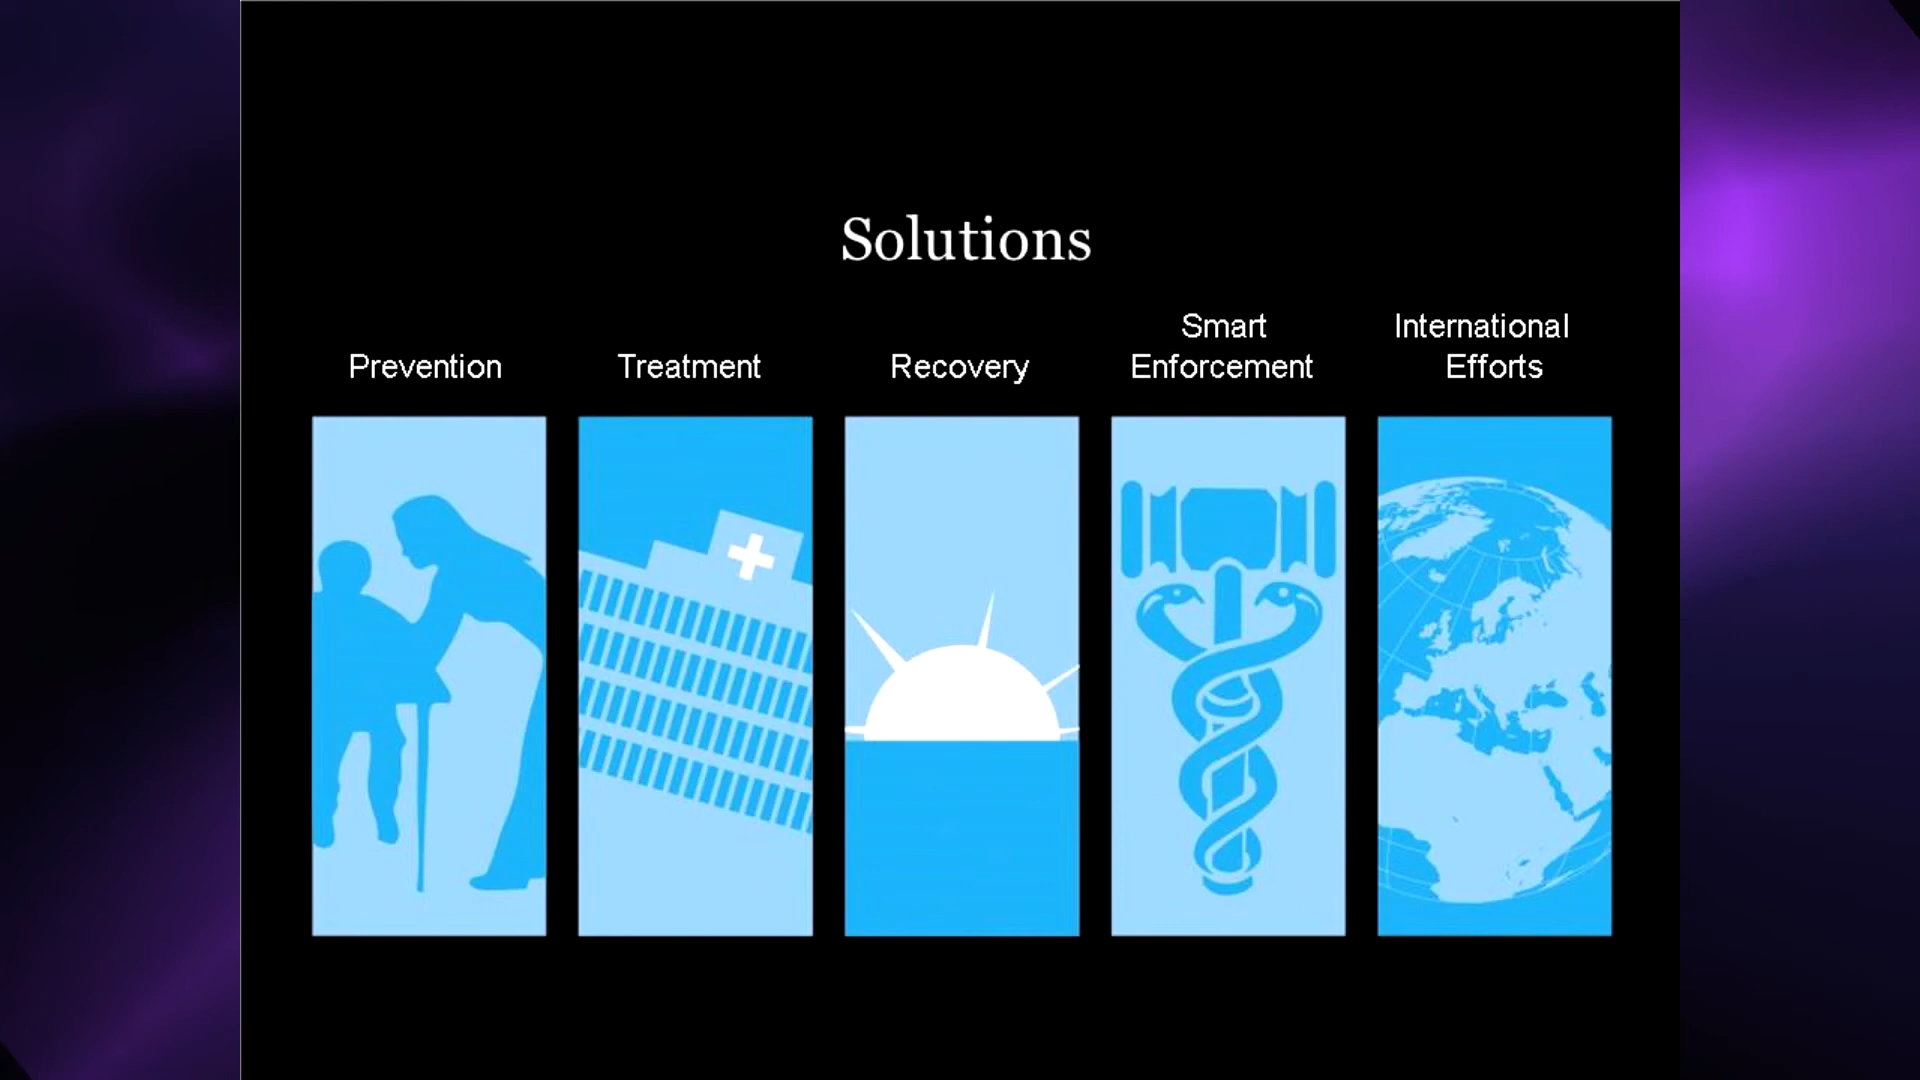 Solutions
Prevention
Treatment
Recovery
Smart
Enforcement
International
Efforts